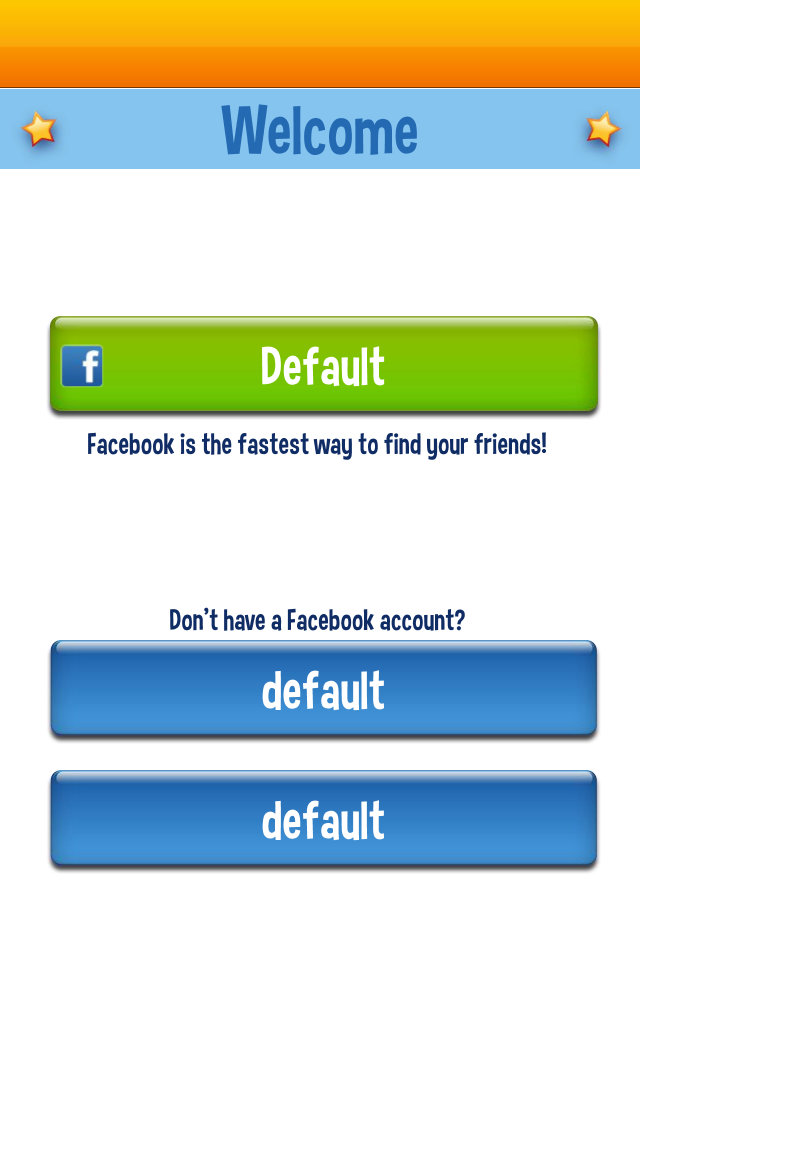 Welcome
f Default
Facebook is the fastest way to find your friends!
Don't have a Facebook account?
default
default